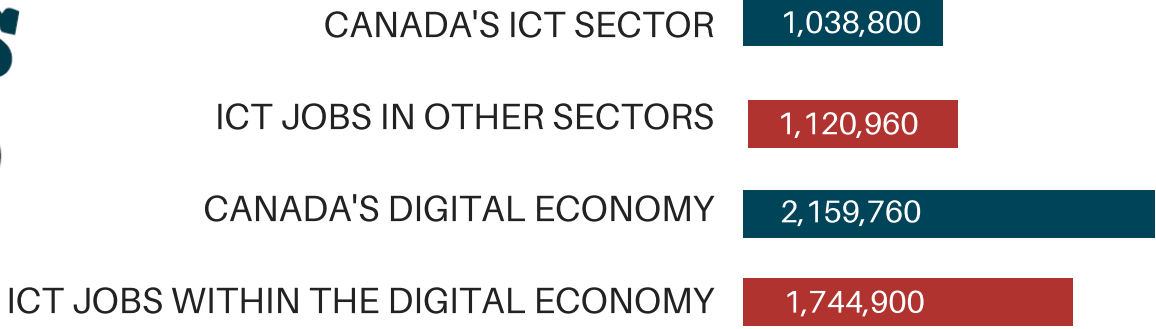 CANADA'S ICT SECTOR 1,038,800
ICT JOBS IN OTHER SECTORS 1,120,960
CANADA'S DIGITAL ECONOMY 2,159,760
ICT JOBS WITHIN THE DIGITAL ECONOMY 1,744,900